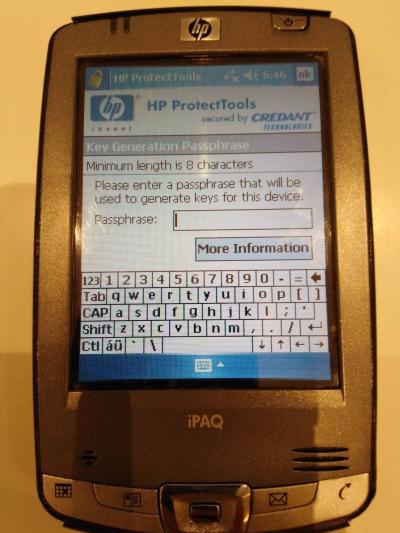 hp
HP ProtectTools 6:46 ok
hp HP ProtectTools
invent secured by CREDANT
TECHNOLOGIES
Key Generation Passphrase
Minimum length is 8 characters
Please enter a passphrase that will be
used to generate keys for this device.
Passphrase:
More Information
123 1 2 3 4 5 6 7 8 9 0 - =
Tab q w e r t y u i o p [ ]
CAP a s d f g h j k l ; '
Shift z x c v b n m , . /
Ctl áü ` \
iPAQ